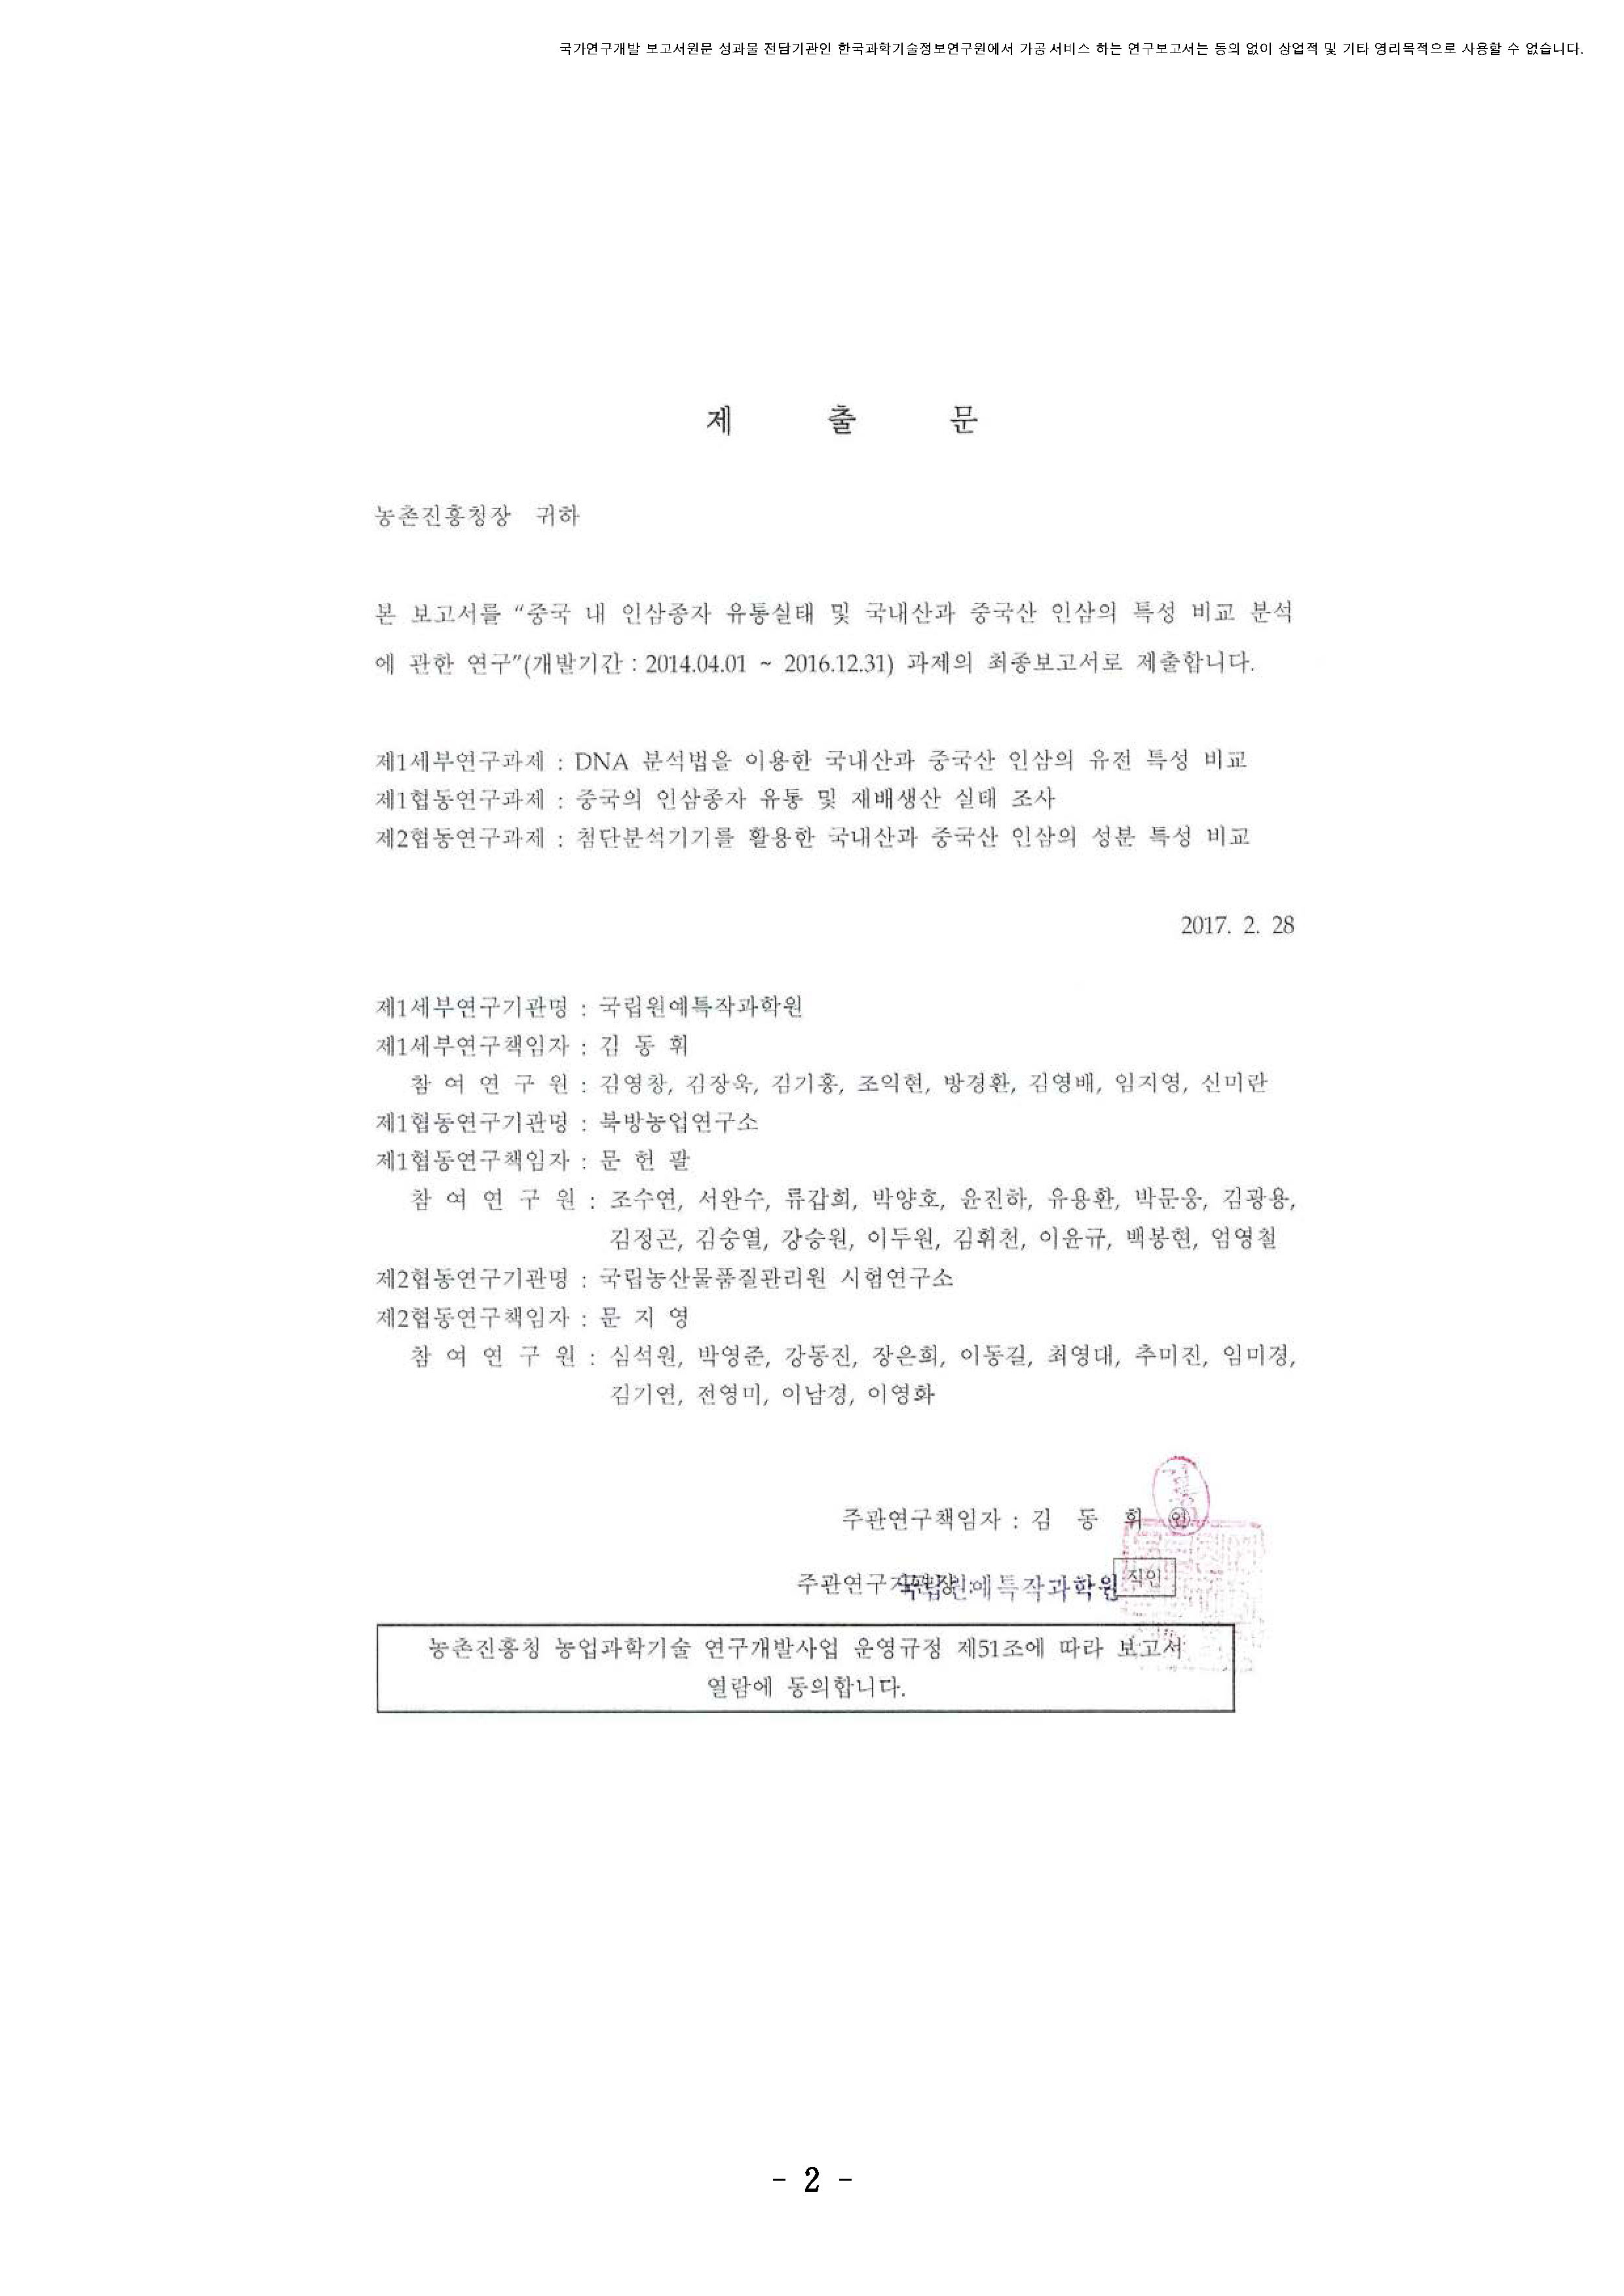 국가연구개발 보고서원문 성과물 전담기관인 한국과학기술정보연구원에서 가공·서비스 하는 연구보고서는 동의 없이 상업적 및 기타 영리목적으로 사용할 수 없습니다.
제 출 문
농촌진흥청장 귀하
본 보고서를 “중국 내 인삼종자 유통실태 및 국내산과 중국산 인삼의 특성 비교 분석
에 관한 연구”(개발기간 : 2014.04.01 ~ 2016.12.31) 과제의 최종보고서로 제출합니다.
제1세부연구과제 : DNA 분석법을 이용한 국내산과 중국산 인삼의 유전 특성 비교
제1협동연구과제 : 중국의 인삼종자 유통 및 재배생산 실태 조사
제2협동연구과제 : 첨단분석기기를 활용한 국내산과 중국산 인삼의 성분 특성 비교
2017. 2. 28
제1세부연구기관명 : 국립원예특작과학원
제1세부연구책임자 : 김 동 휘
참 여 연 구 원 : 김영창, 김장욱, 김기홍, 조익현, 방경환, 김영배, 임지영, 신미란
제1협동연구기관명 : 북방농업연구소
제1협동연구책임자 : 문 헌 팔
참 여 연 구 원 : 조수연, 서완수, 류갑희, 박양호, 윤진하, 유용환, 박문웅, 김광용,
김정곤, 김숭열, 강승원, 이두원, 김휘천, 이윤규, 백봉현, 엄영철
제2협동연구기관명 : 국립농산물품질관리원 시험연구소
제2협동연구책임자 : 문 지 영
참 여 연 구 원 : 심석원, 박영준, 강동진, 장은희, 이동길, 최영대, 추미진, 임미경,
김기연, 전영미, 이남경, 이영화
주관연구책임자 : 김 동 휘 ㊞
주관연구기관장 : 국립원예특작과학원 직인
농촌진흥청 농업과학기술 연구개발사업 운영규정 제51조에 따라 보고서
열람에 동의합니다.
- 2 -